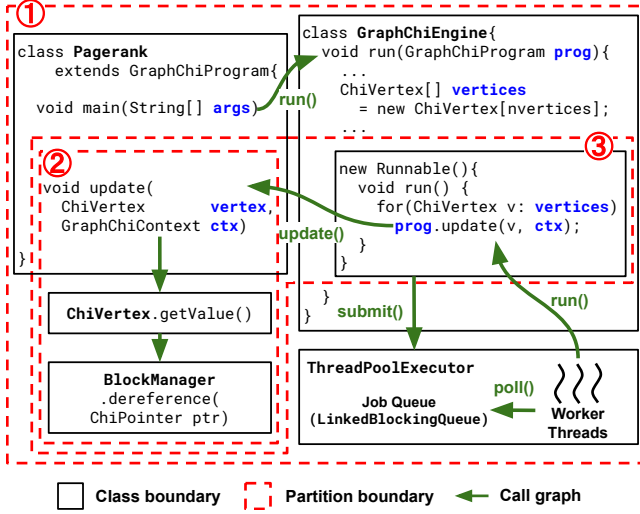 ①
class Pagerank
extends GraphChiProgram{
void main(String[] args)
run()
②
void update(
ChiVertex vertex,
GraphChiContext ctx)
update()
}
ChiVertex.getValue()
BlockManager
.dereference(
ChiPointer ptr)
class GraphChiEngine{
void run(GraphChiProgram prog){
...
ChiVertex[] vertices
= new ChiVertex[nvertices];
...
③
new Runnable(){
void run() {
for(ChiVertex v: vertices)
prog.update(v, ctx);
}
}
submit()
run()
}
}
ThreadPoolExecutor
Job Queue
(LinkedBlockingQueue)
poll()
Worker
Threads
Class boundary
Partition boundary
Call graph